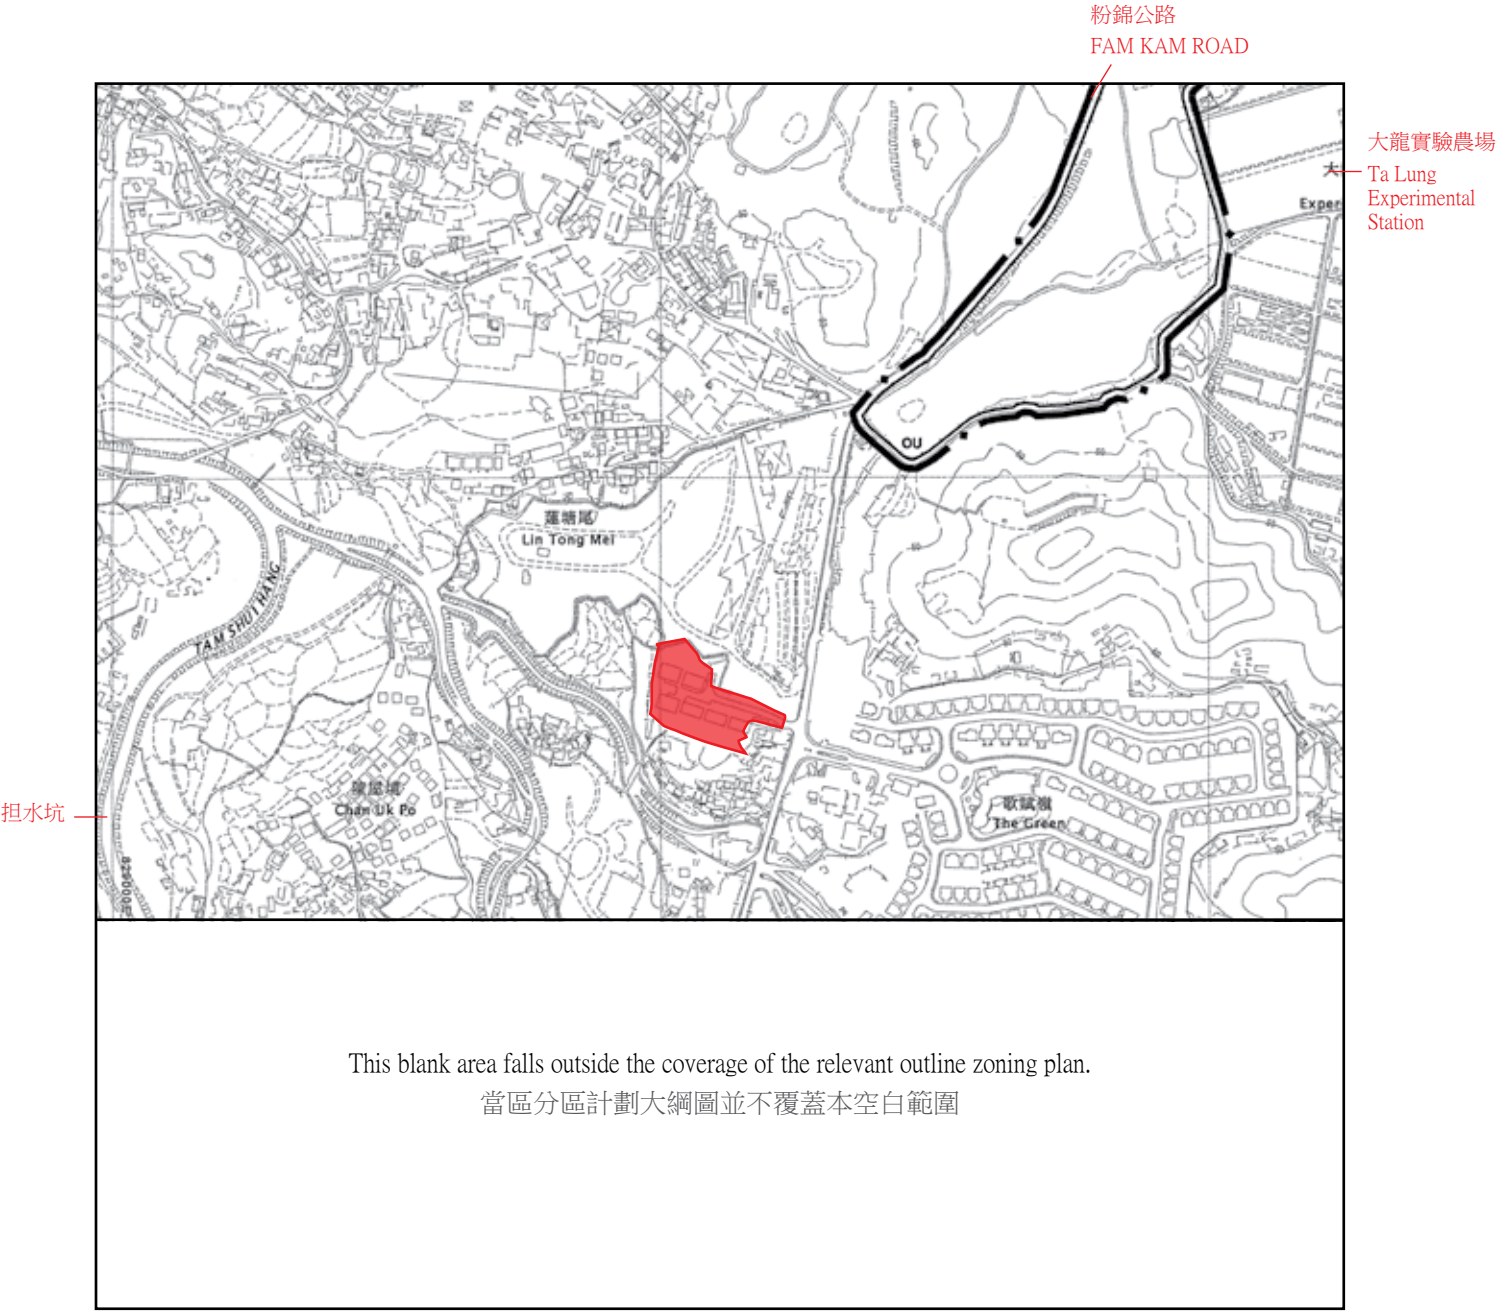 粉錦公路
FAM KAM ROAD
大龍實驗農場
Ta Lung
Experimental
Station
大
Exper
OU
蓮塘尾
Lin Tong Mei
TAM SHUI HANG
担水坑
Chan Uk Po
歌賦嶺
The Green
829000E
This blank area falls outside the coverage of the relevant outline zoning plan.
當區分區計劃大綱圖並不覆蓋本空白範圍